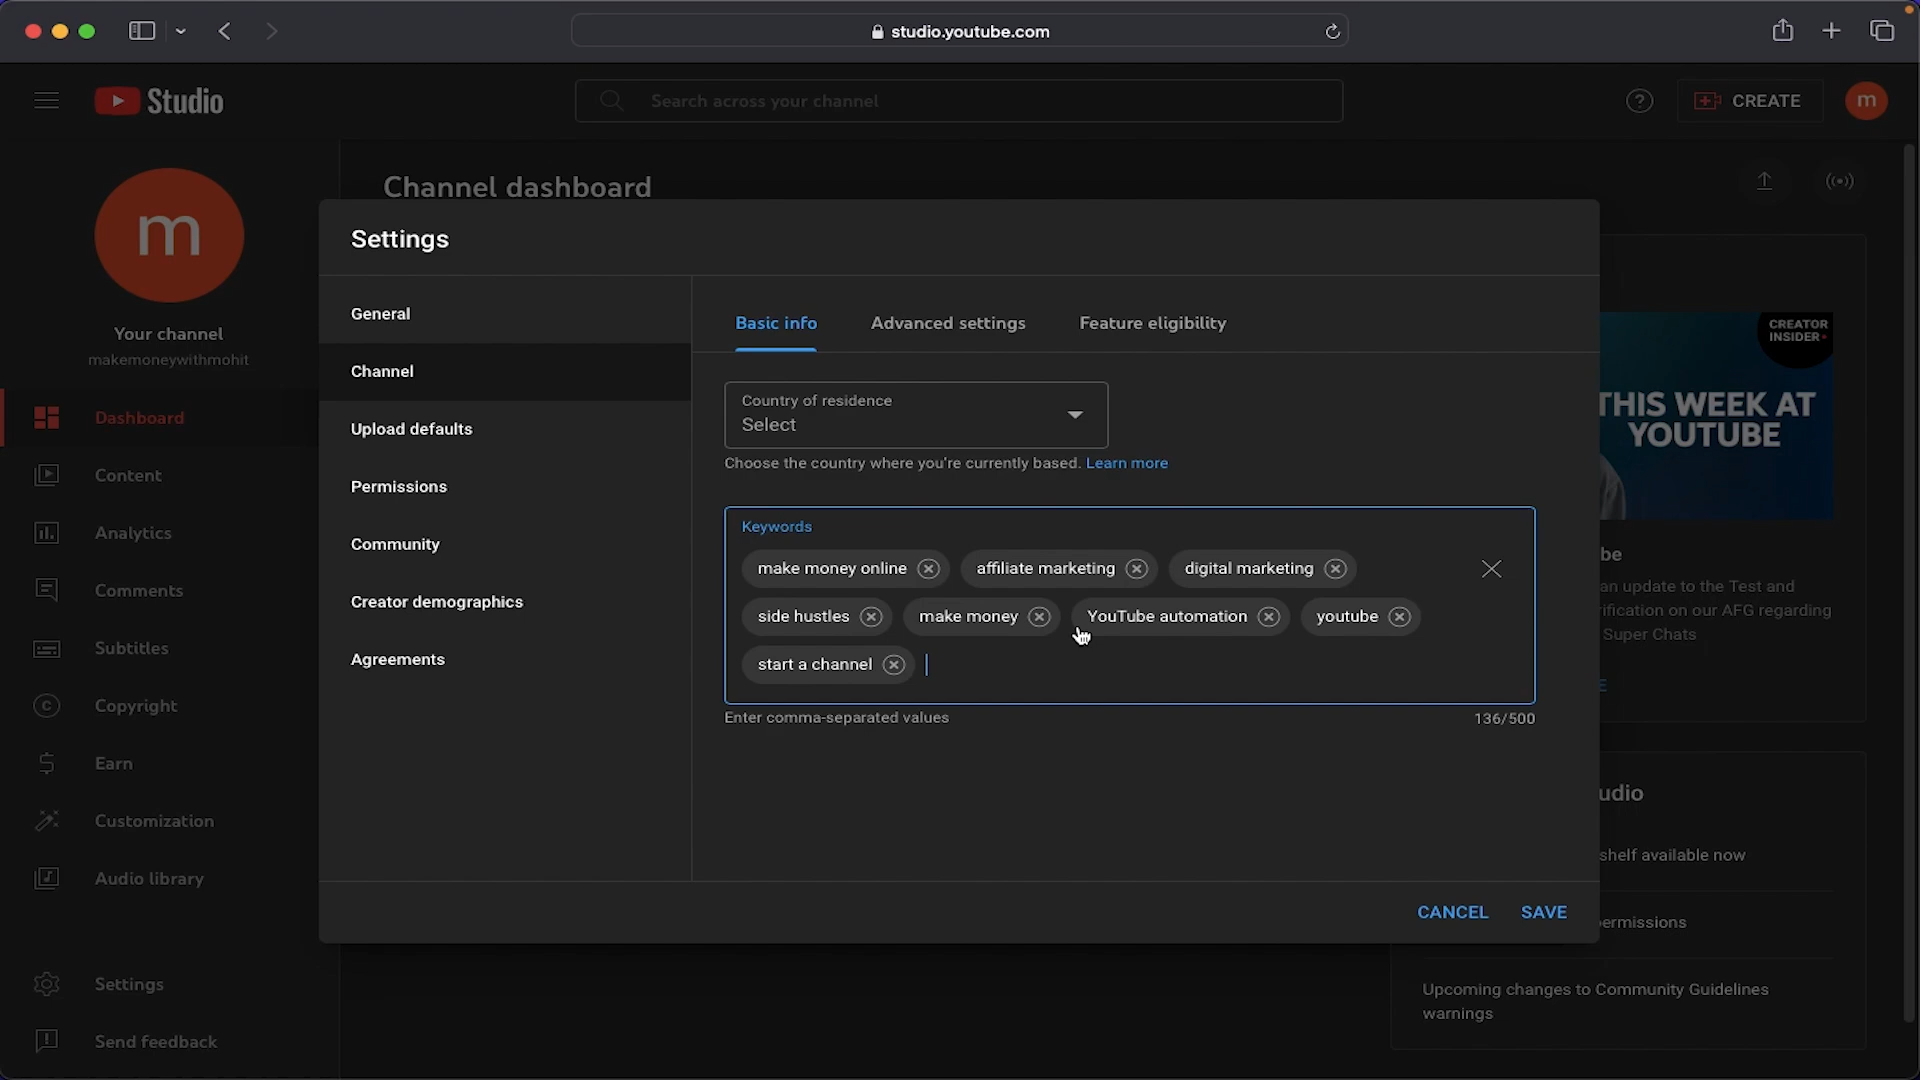 studio.youtube.com
Studio
Search across your channel
CREATE
m
m
Your channel
makemoneywithmohit
Dashboard
Content
Analytics
Comments
Subtitles
Copyright
Earn
Customization
Audio library
Settings
Send feedback
Channel dashboard
Settings
General
Channel
Upload defaults
Permissions
Community
Creator demographics
Agreements
Basic info Advanced settings Feature eligibility
Country of residence
Select
Choose the country where you're currently based. Learn more
Keywords
make money online affiliate marketing digital marketing
side hustles make money YouTube automation youtube
start a channel
Enter comma-separated values 136/500
CANCEL SAVE
CREATOR
INSIDER
THIS WEEK AT
YOUTUBE
be
an update to the Test and
ification on our AFG regarding
Super Chats
E
udio
shelf available now
permissions
Upcoming changes to Community Guidelines
warnings